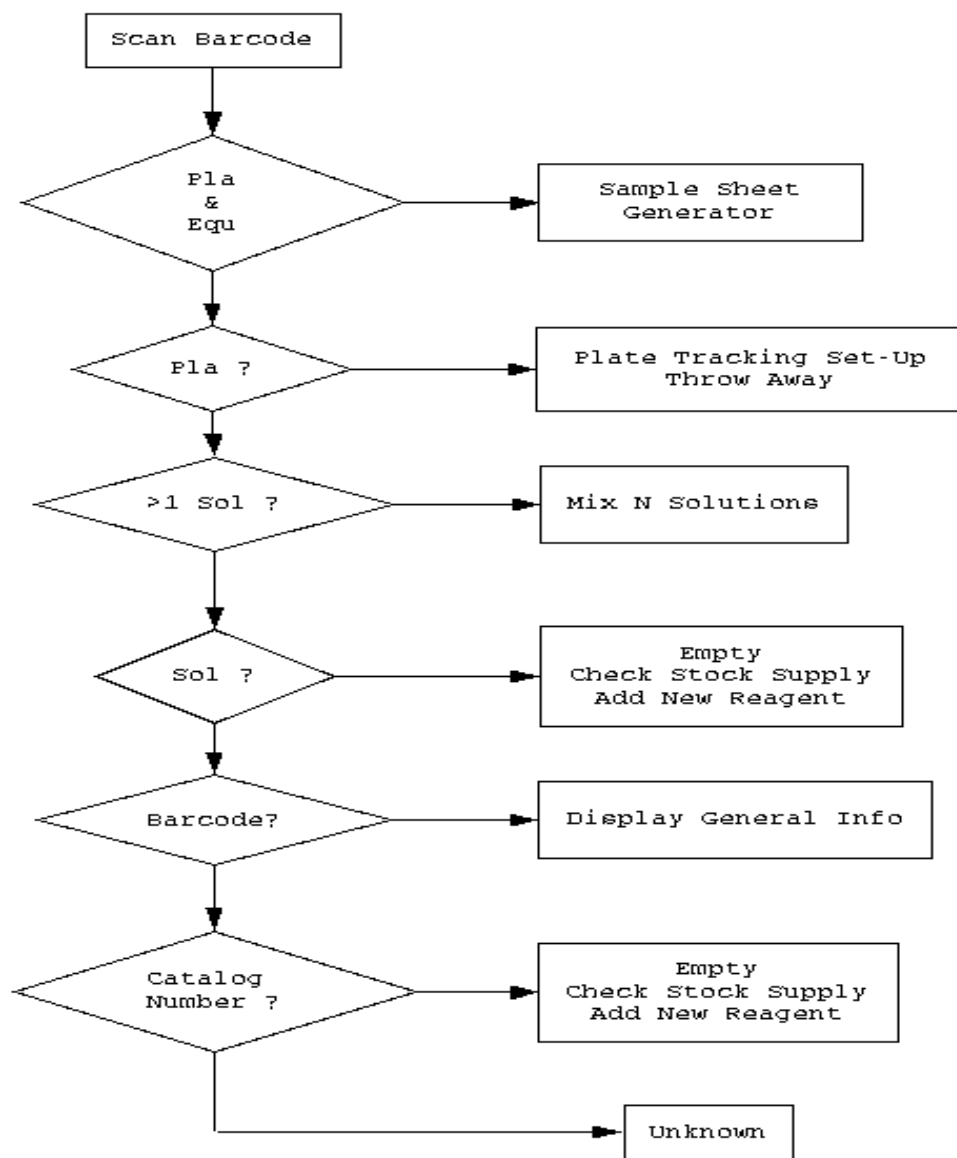 Scan Barcode
Pla
&
Equ
Sample Sheet
Generator
Pla ?
Plate Tracking Set-Up
Throw Away
>1 Sol ?
Mix N Solutions
Sol ?
Empty
Check Stock Supply
Add New Reagent
Barcode?
Display General Info
Catalog
Number ?
Empty
Check Stock Supply
Add New Reagent
Unknown